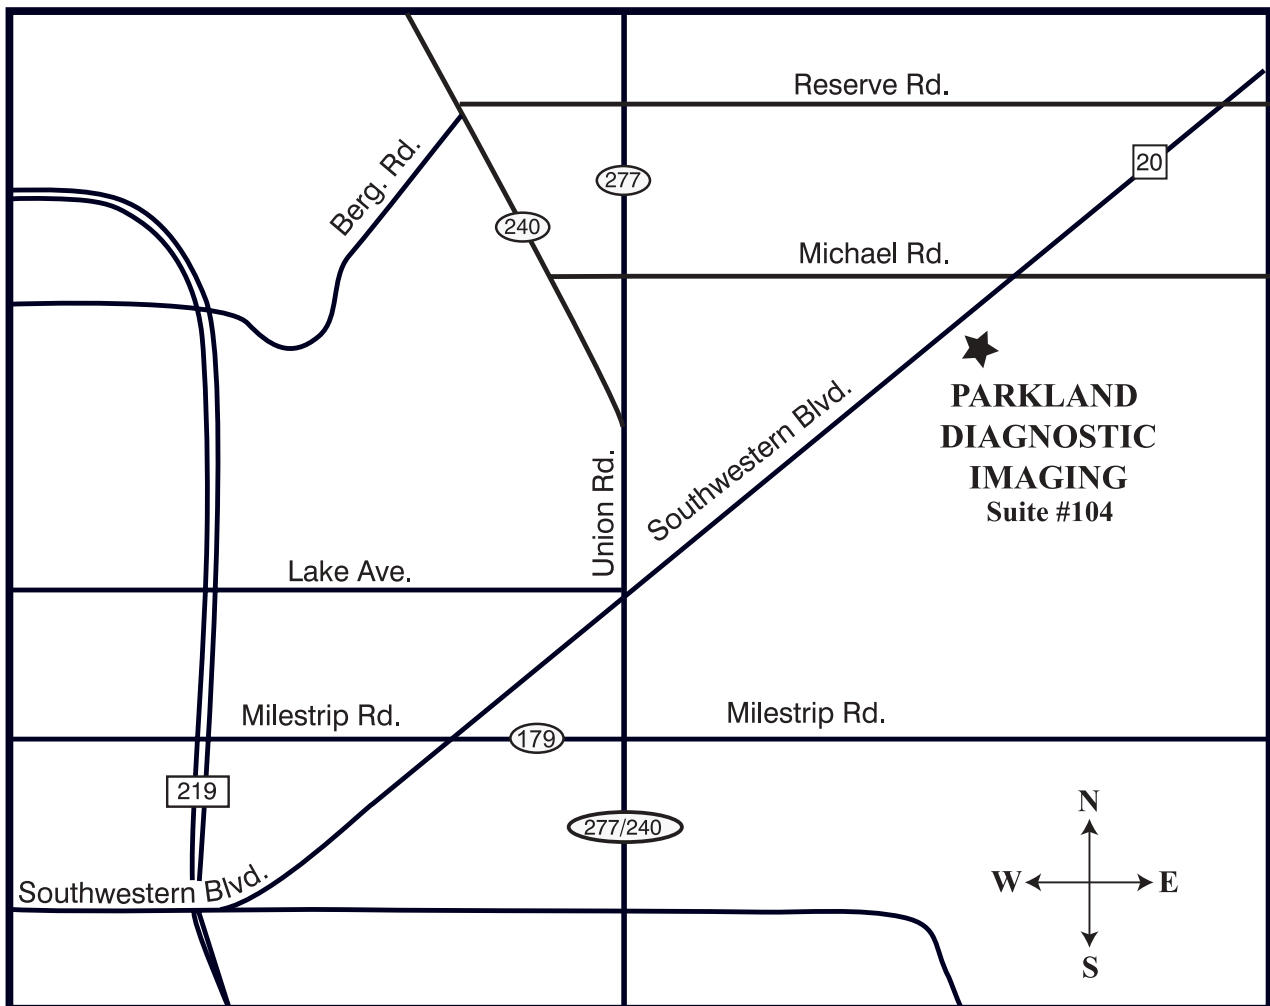 Reserve Rd.
Berg. Rd.
20
277
240
Michael Rd.
PARKLAND
DIAGNOSTIC
IMAGING
Suite #104
Southwestern Blvd.
Union Rd.
Lake Ave.
Milestrip Rd.
Milestrip Rd.
179
219
277/240
N
W
E
S
Southwestern Blvd.